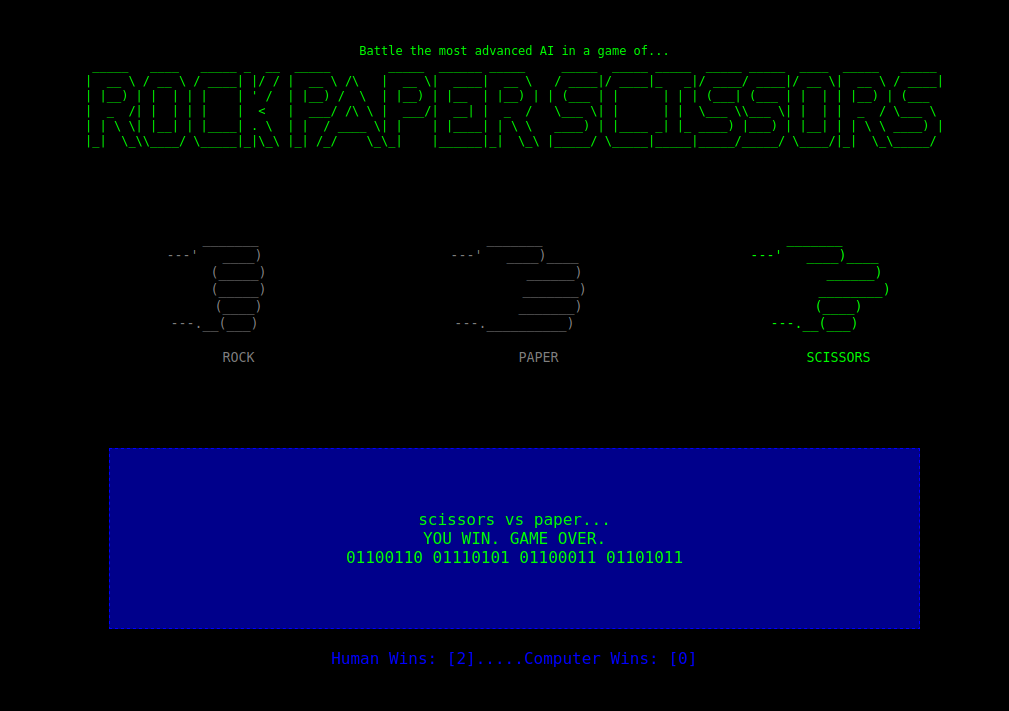 Battle the most advanced AI in a game of...
ROCK PAPER SCISSORS
ROCK
PAPER
SCISSORS
scissors vs paper...
YOU WIN. GAME OVER.
01100110 01110101 01100011 01101011
Human Wins: [2].....Computer Wins: [0]